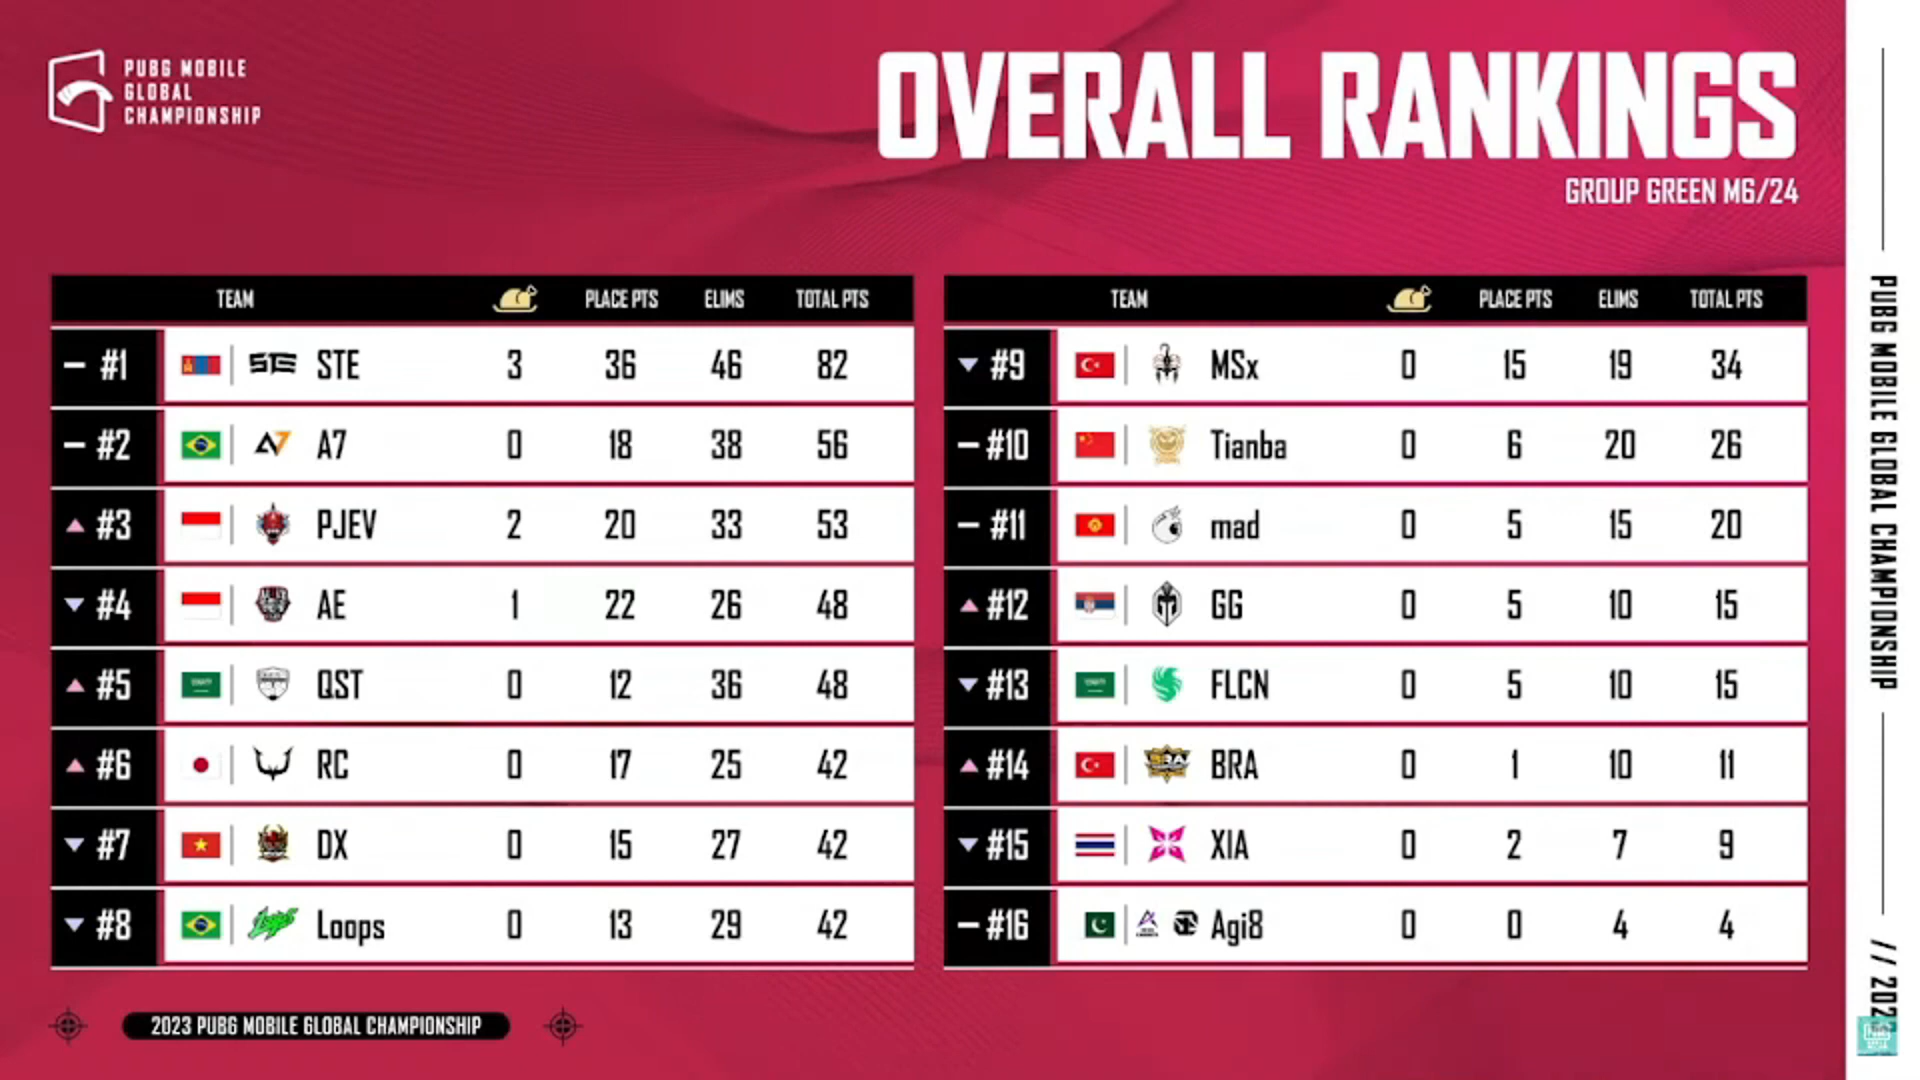 PUBG MOBILE
GLOBAL
CHAMPIONSHIP
OVERALL RANKINGS
GROUP GREEN M6/24
TEAM PLACE PTS ELIMS TOTAL PTS
#1 STE STE 3 36 46 82
#2 A7 A7 0 18 38 56
#3 PJEV 2 20 33 53
#4 AE 1 22 26 48
#5 QST 0 12 36 48
#6 RC 0 17 25 42
#7 DX 0 15 27 42
#8 Loops Loops 0 13 29 42
TEAM PLACE PTS ELIMS TOTAL PTS
#9 MSx 0 15 19 34
#10 Tianba 0 6 20 26
#11 mad 0 5 15 20
#12 GG 0 5 10 15
#13 FLCN 0 5 10 15
#14 BRA BRA 0 1 10 11
#15 XIA 0 2 7 9
#16 Agi8 0 0 4 4
2023 PUBG MOBILE GLOBAL CHAMPIONSHIP
PUBG MOBILE GLOBAL CHAMPIONSHIP
// 202